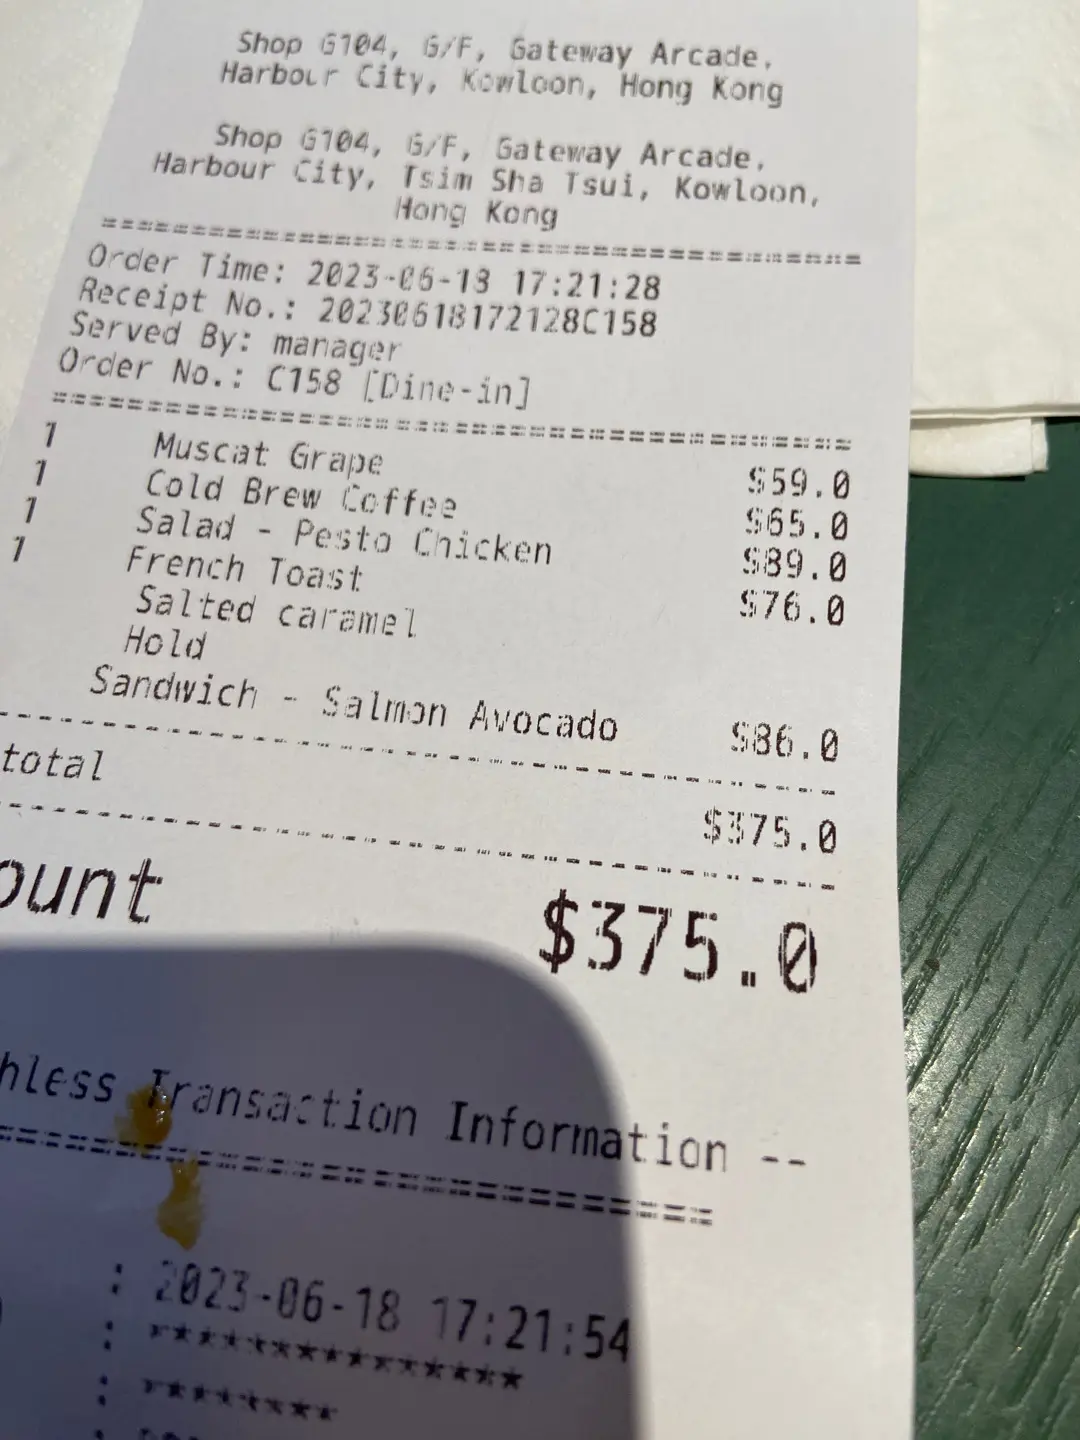 Shop G104, G/F, Gateway Arcade,
Harbour City, Kowloon, Hong Kong
Shop G104, G/F, Gateway Arcade,
Harbour City, Tsim Sha Tsui, Kowloon,
Hong Kong
Order Time: 2023-06-18 17:21:28
Receipt No.: 20230618172128C158
Served By: manager
Order No.: C158 [Dine-in]
1 Muscat Grape $59.0
1 Cold Brew Coffee $65.0
1 Salad - Pesto Chicken $89.0
1 French Toast $76.0
Salted caramel
Hold
Sandwich - Salmon Avocado $86.0
total $375.0
ount $375.0
hless Transaction Information --
: 2023-06-18 17:21:54
: ***************
: ********